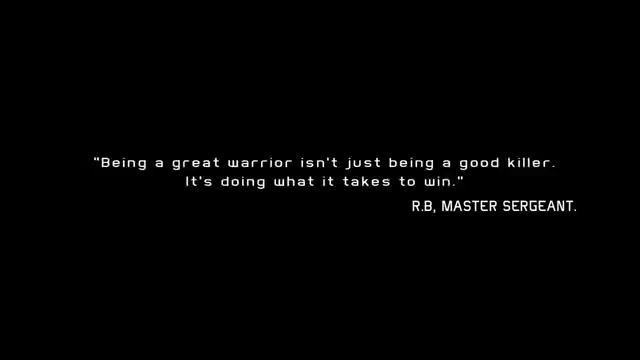 "Being a great warrior isn't just being a good killer.
It's doing what it takes to win."
R.B, MASTER SERGEANT.